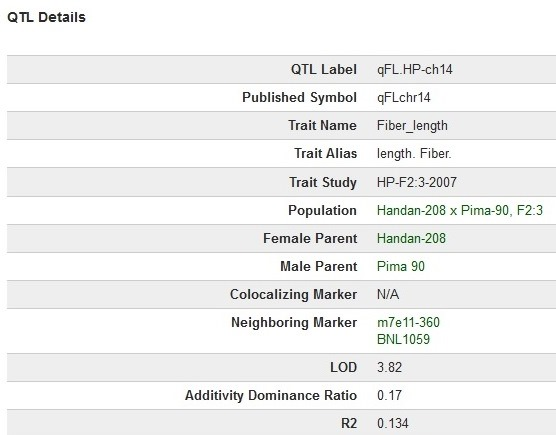 QTL Details
QTL Label qFL.HP-ch14
Published Symbol qFLchr14
Trait Name Fiber_length
Trait Alias length. Fiber.
Trait Study HP-F2:3-2007
Population Handan-208 x Pima-90, F2:3
Female Parent Handan-208
Male Parent Pima 90
Colocalizing Marker N/A
Neighboring Marker m7e11-360
BNL1059
LOD 3.82
Additivity Dominance Ratio 0.17
R2 0.134